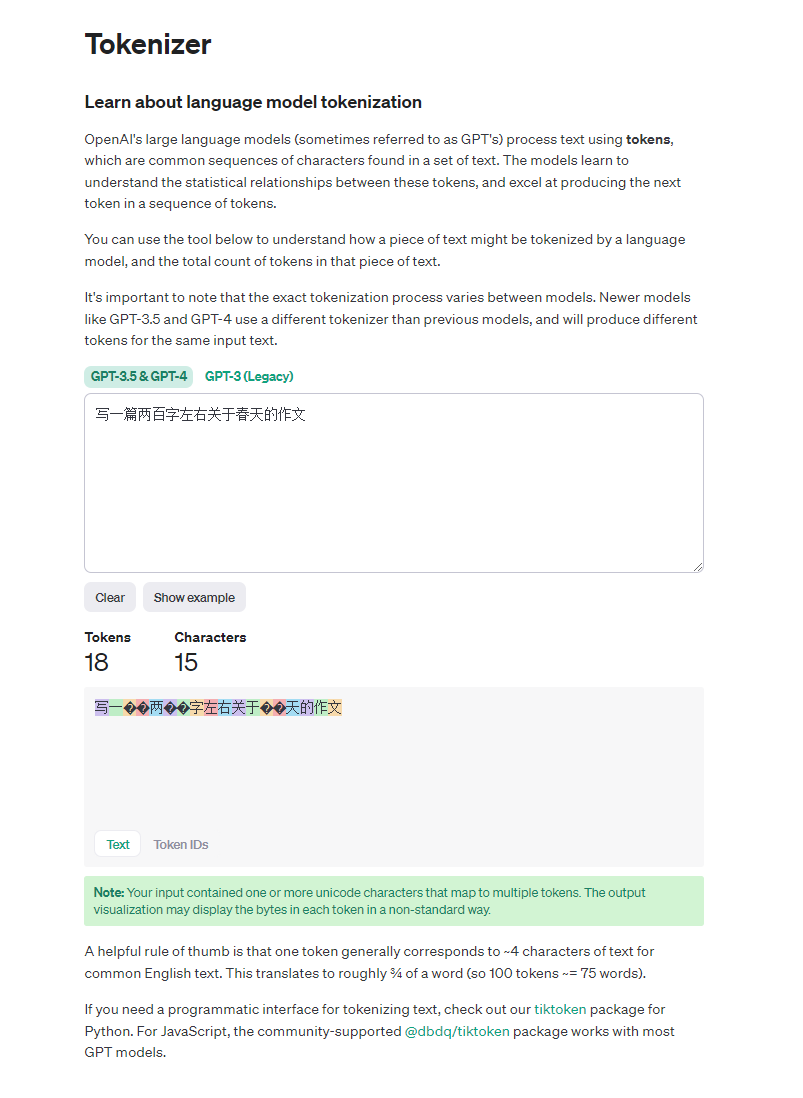 Tokenizer
Learn about language model tokenization
OpenAI's large language models (sometimes referred to as GPT's) process text using tokens,
which are common sequences of characters found in a set of text. The models learn to
understand the statistical relationships between these tokens, and excel at producing the next
token in a sequence of tokens.
You can use the tool below to understand how a piece of text might be tokenized by a language
model, and the total count of tokens in that piece of text.
It's important to note that the exact tokenization process varies between models. Newer models
like GPT-3.5 and GPT-4 use a different tokenizer than previous models, and will produce different
tokens for the same input text.
GPT-3.5 & GPT-4 GPT-3 (Legacy)
写一篇两百字左右关于春天的作文
Clear Show example
Tokens Characters
18 15
写一��两��字左右关于��天的作文
Text Token IDs
Note: Your input contained one or more unicode characters that map to multiple tokens. The output
visualization may display the bytes in each token in a non-standard way.
A helpful rule of thumb is that one token generally corresponds to ~4 characters of text for
common English text. This translates to roughly ¾ of a word (so 100 tokens ~= 75 words).
If you need a programmatic interface for tokenizing text, check out our tiktoken package for
Python. For JavaScript, the community-supported @dbdq/tiktoken package works with most
GPT models.